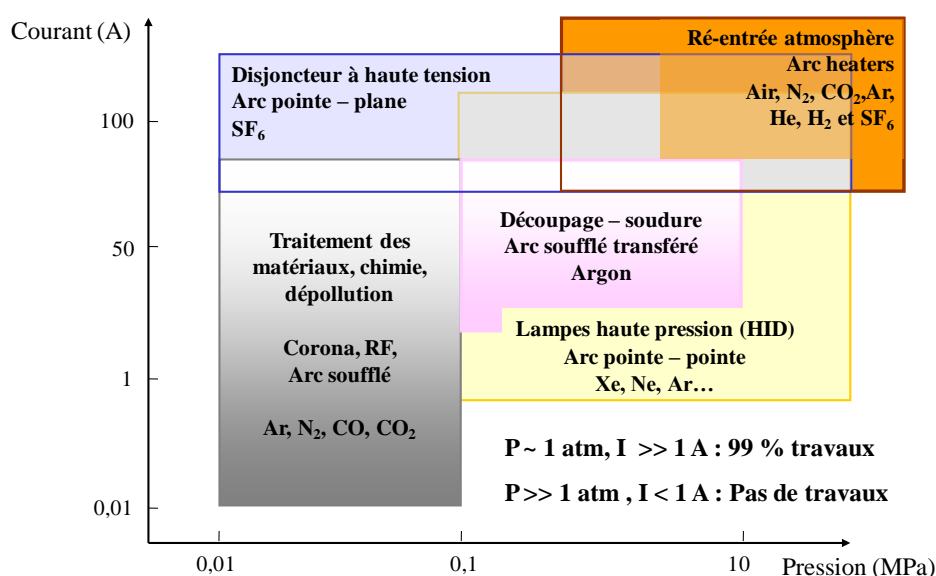 Courant (A)
Ré-entrée atmosphère
Arc heaters
Air, N₂, CO₂,Ar,
He, H₂ et SF₆
Disjoncteur à haute tension
Arc pointe – plane
SF₆
100
Découpage – soudure
Arc soufflé transféré
Argon
Traitement des
matériaux, chimie,
dépollution
50
Corona, RF,
Arc soufflé
Ar, N₂, CO, CO₂
Lampes haute pression (HID)
Arc pointe – pointe
Xe, Ne, Ar…
1
P ~ 1 atm, I >> 1 A : 99 % travaux
P >> 1 atm , I < 1 A : Pas de travaux
0,01
0,01
0,1
10
Pression (MPa)